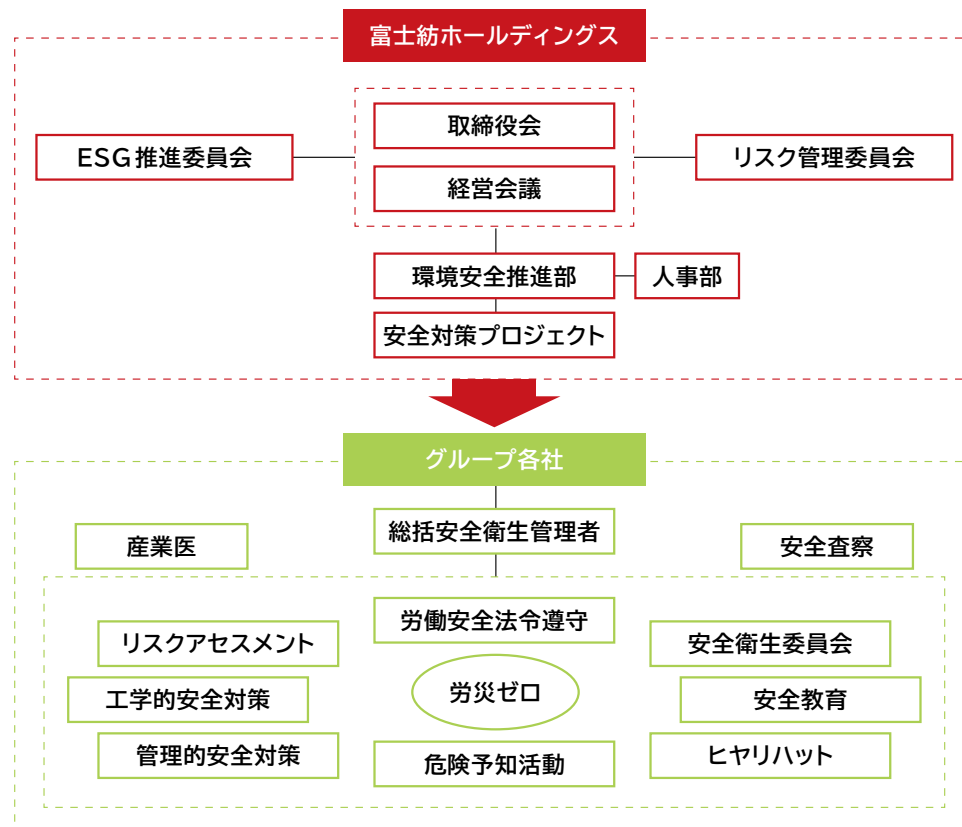 富士紡ホールディングス
取締役会
ESG推進委員会
リスク管理委員会
経営会議
環境安全推進部
人事部
安全対策プロジェクト
グループ各社
総括安全衛生管理者
産業医
安全査察
労働安全法令遵守
リスクアセスメント
安全衛生委員会
工学的安全対策
労災ゼロ
安全教育
管理的安全対策
危険予知活動
ヒヤリハット